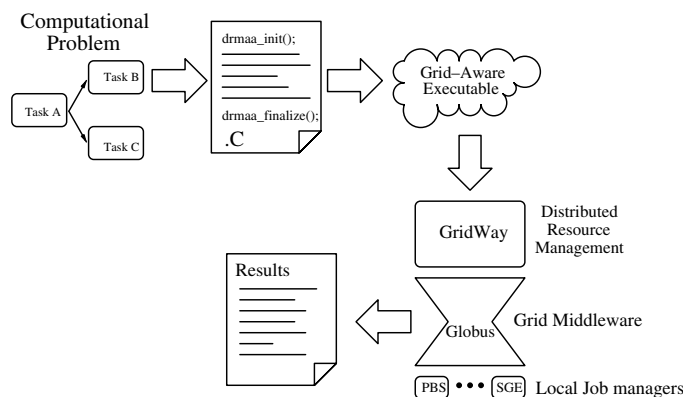 Computational
Problem
Task A
Task B
Task C
drmaa_init();
drmaa_finalize();
.C
Grid–Aware
Executable
GridWay
Distributed
Resource
Management
Results
Globus
Grid Middleware
PBS
SGE
Local Job managers